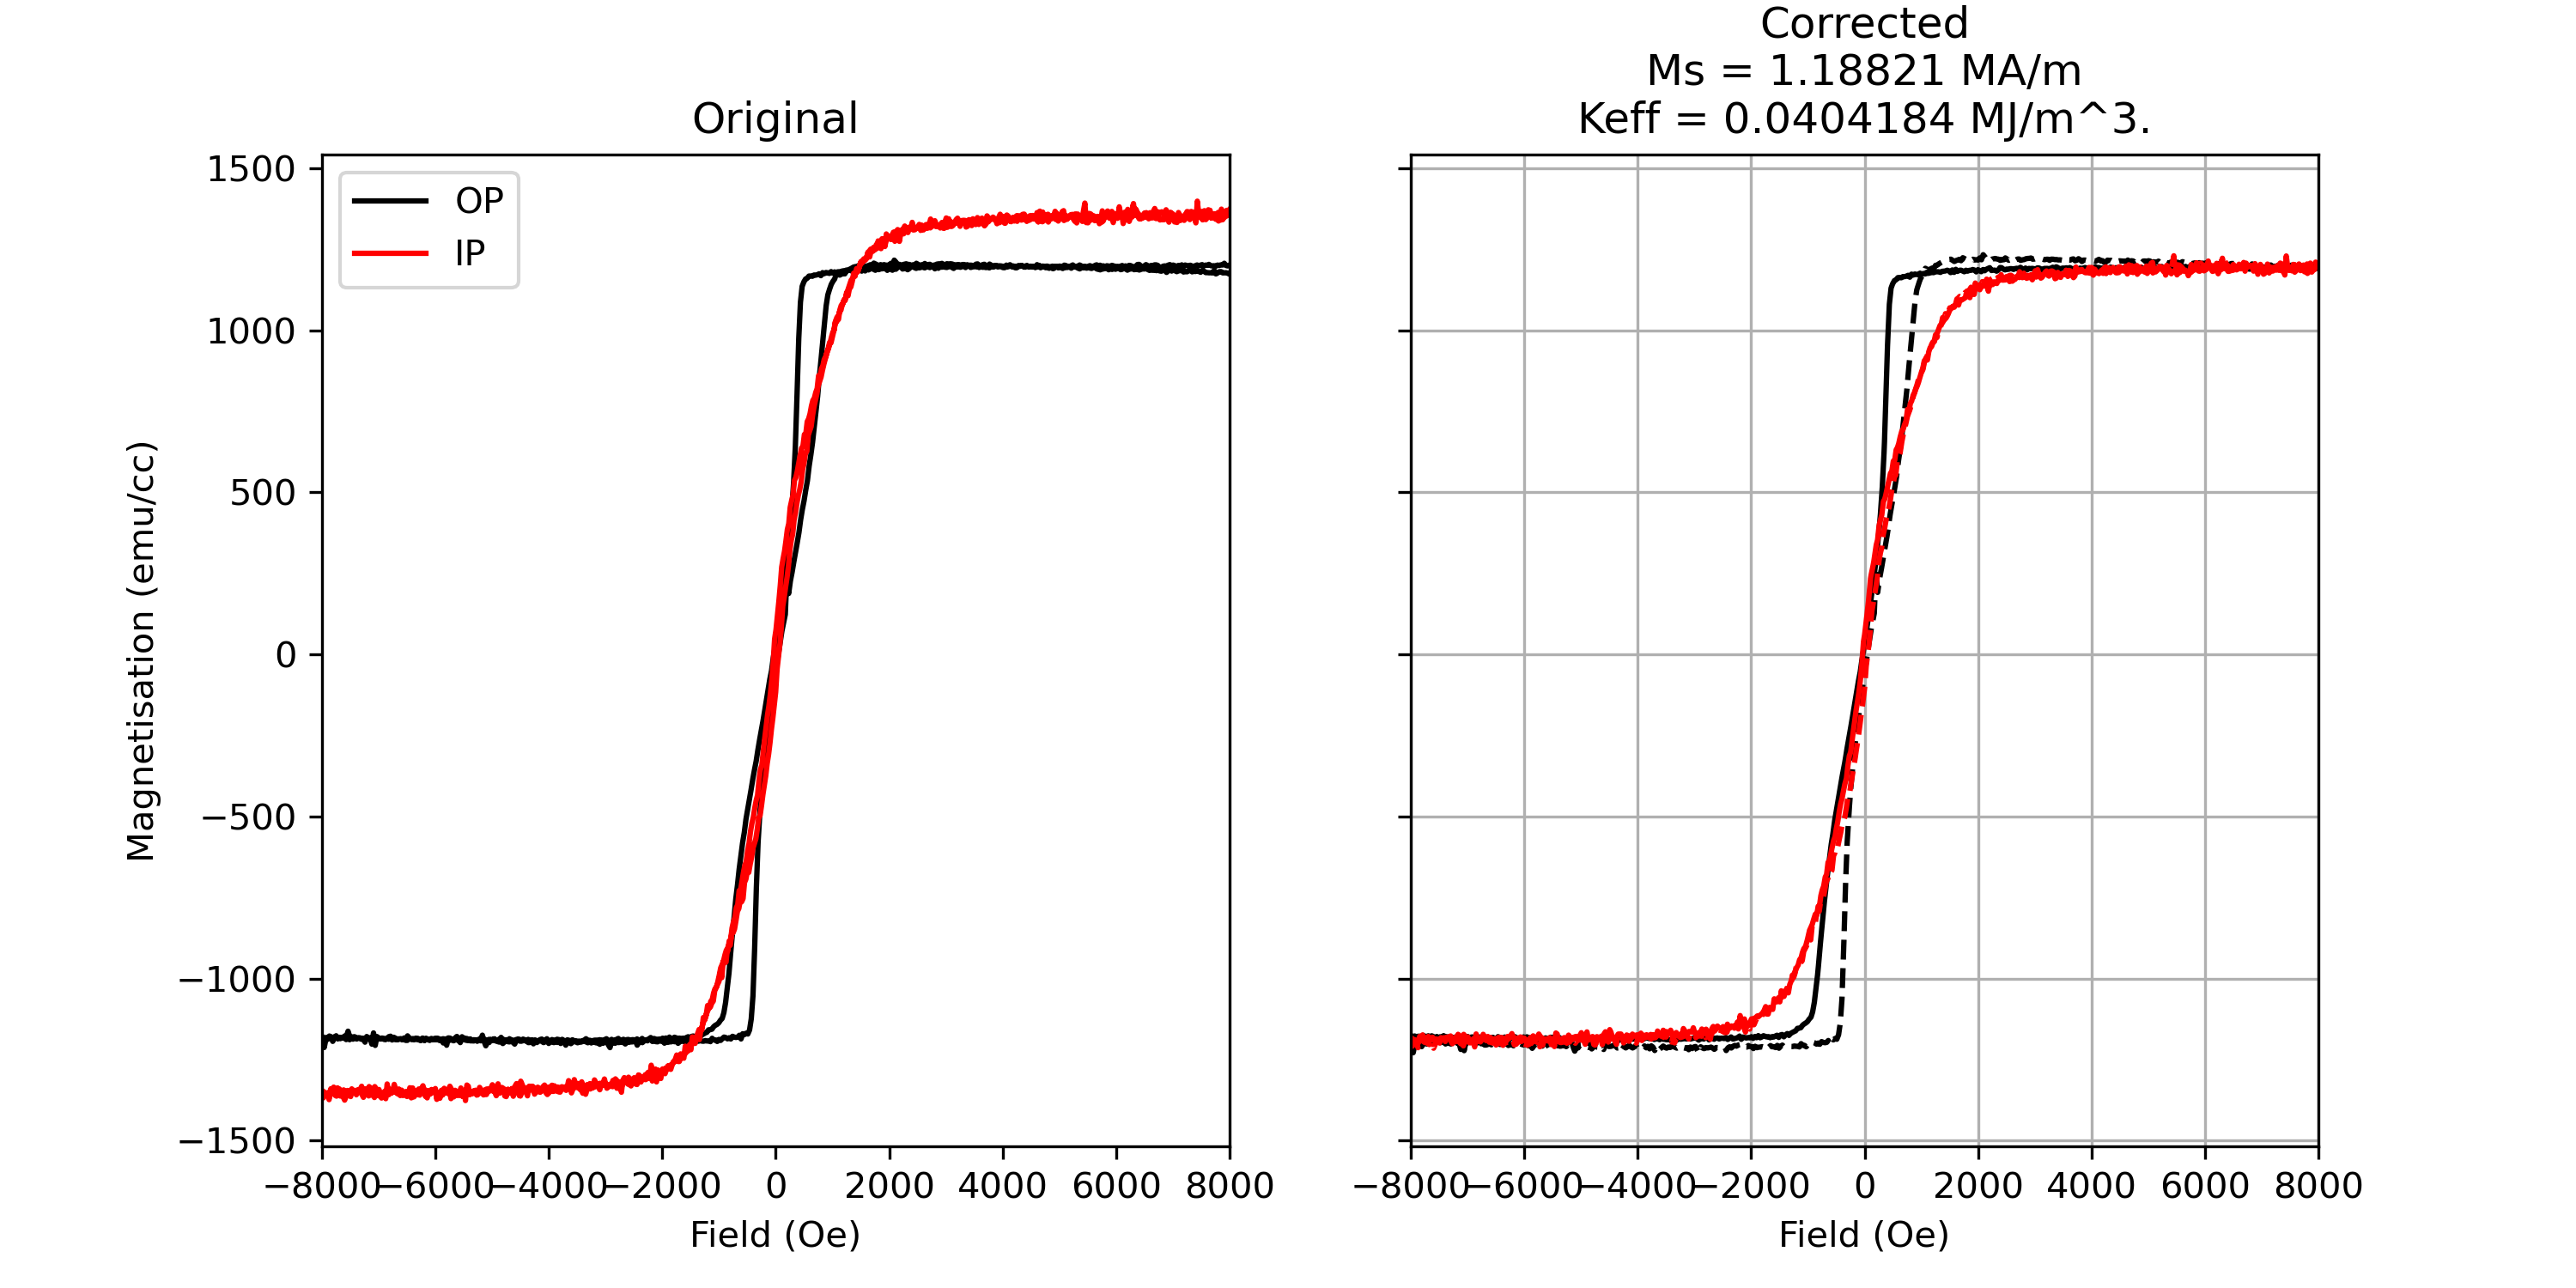 Original
1500
1000
500
0
−500
−1000
−1500
Magnetisation (emu/cc)
OP
IP
−8000 −6000 −4000 −2000 0 2000 4000 6000 8000
Field (Oe)
Corrected
Ms = 1.18821 MA/m
Keff = 0.0404184 MJ/m^3.
−8000 −6000 −4000 −2000 0 2000 4000 6000 8000
Field (Oe)